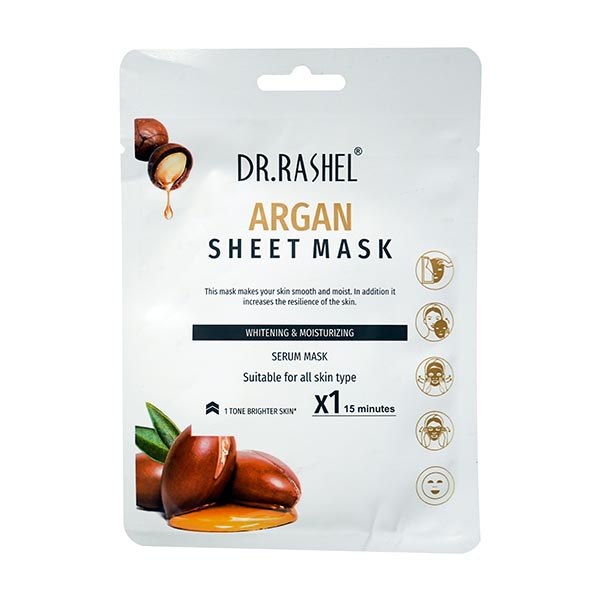 DR.RASHEL®
ARGAN
SHEET MASK
This mask makes your skin smooth and moist. In addition it
increases the resilience of the skin.
WHITENING & MOISTURIZING
SERUM MASK
Suitable for all skin type
1 TONE BRIGHTER SKIN* X1 15 minutes